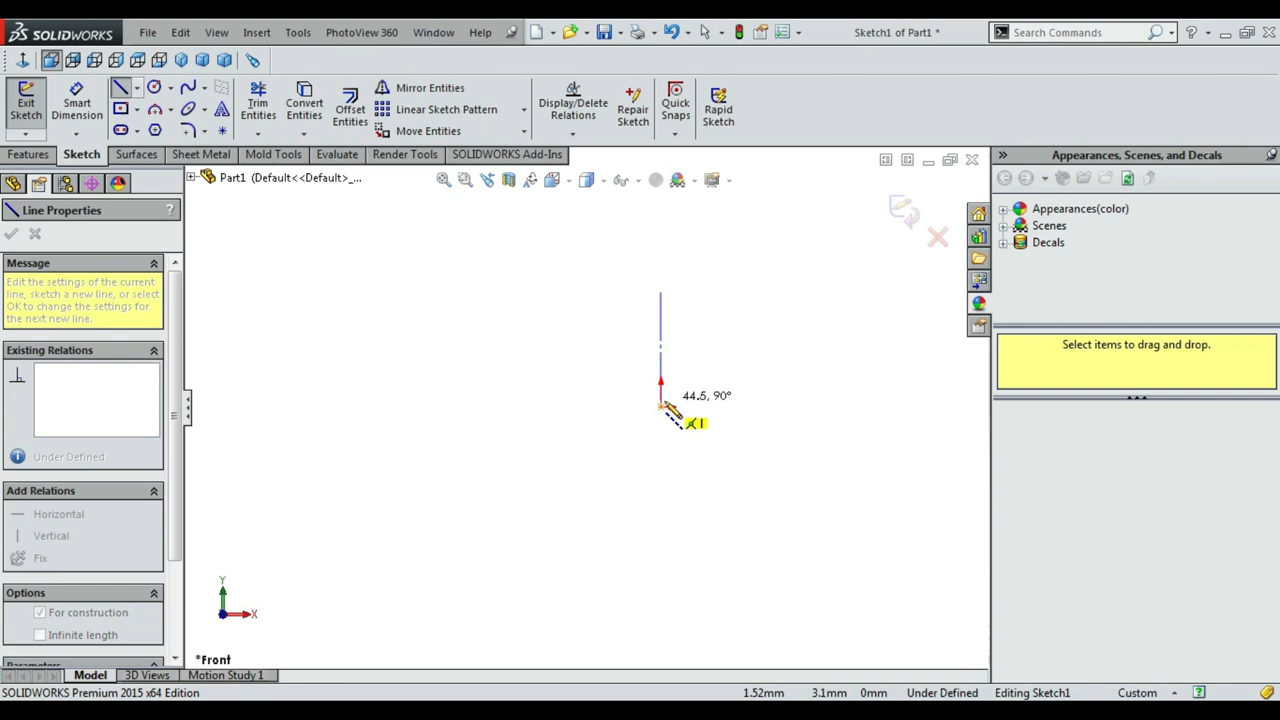 SOLIDWORKS File Edit View Insert Tools PhotoView 360 Window Help Sketch1 of Part1 * Search Commands
Exit Sketch
Smart Dimension
Trim Entities
Convert Entities
Offset Entities
Mirror Entities
Linear Sketch Pattern
Move Entities
Display/Delete Relations
Repair Sketch
Quick Snaps
Rapid Sketch
Features Sketch Surfaces Sheet Metal Mold Tools Evaluate Render Tools SOLIDWORKS Add-Ins
Part1 (Default<<Default>_...
Line Properties ?
Message
Edit the settings of the current
line, sketch a new line, or select
OK to change the settings for
the next new line.
Existing Relations
Under Defined
Add Relations
Horizontal
Vertical
Fix
Options
For construction
Infinite length
44.5, 90°
Y
X
*Front
Appearances, Scenes, and Decals
Appearances(color)
Scenes
Decals
Select items to drag and drop.
Model 3D Views Motion Study 1
SOLIDWORKS Premium 2015 x64 Edition 1.52mm 3.1mm 0mm Under Defined Editing Sketch1 Custom